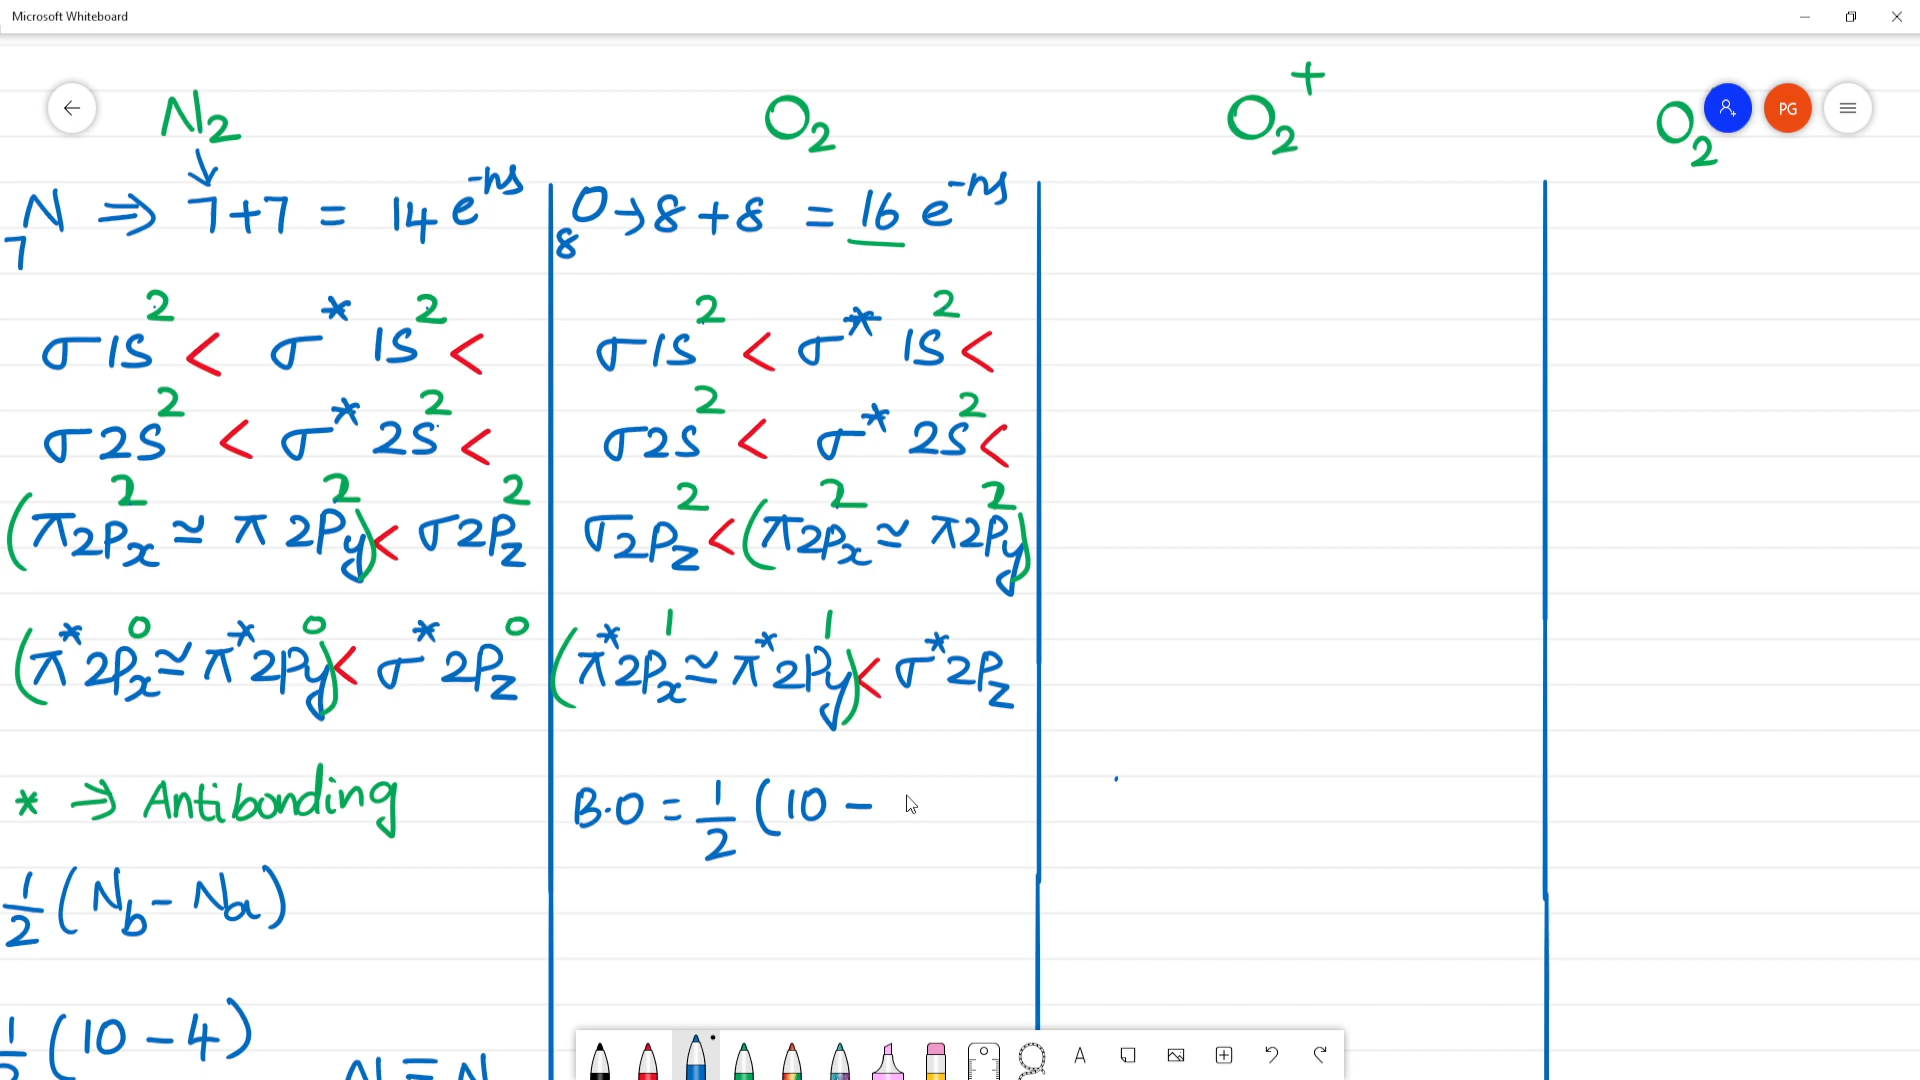 Microsoft Whiteboard
N₂
₇N ⇒ 7+7 = 14 e⁻ⁿˢ
σ1S² < σ* 1S² <
σ2S² < σ* 2S² <
(π2Pₓ² ≃ π2Py²) < σ2Pz²
(π*2Pₓ⁰ ≃ π*2Py⁰) < σ*2Pz⁰
* → Antibonding
1/2 (Nb - Na)
1/2 (10 - 4)
N ≡ N
O₂
₈O → 8 + 8 = 16 e⁻ⁿˢ
σ1S² < σ* 1S² <
σ2S² < σ* 2S² <
σ2Pz² < (π2Pₓ² ≃ π2Py²)
(π*2Pₓ¹ ≃ π*2Py¹) < σ*2Pz
B.O = 1/2 (10 -
O₂⁺
O₂
PG
A